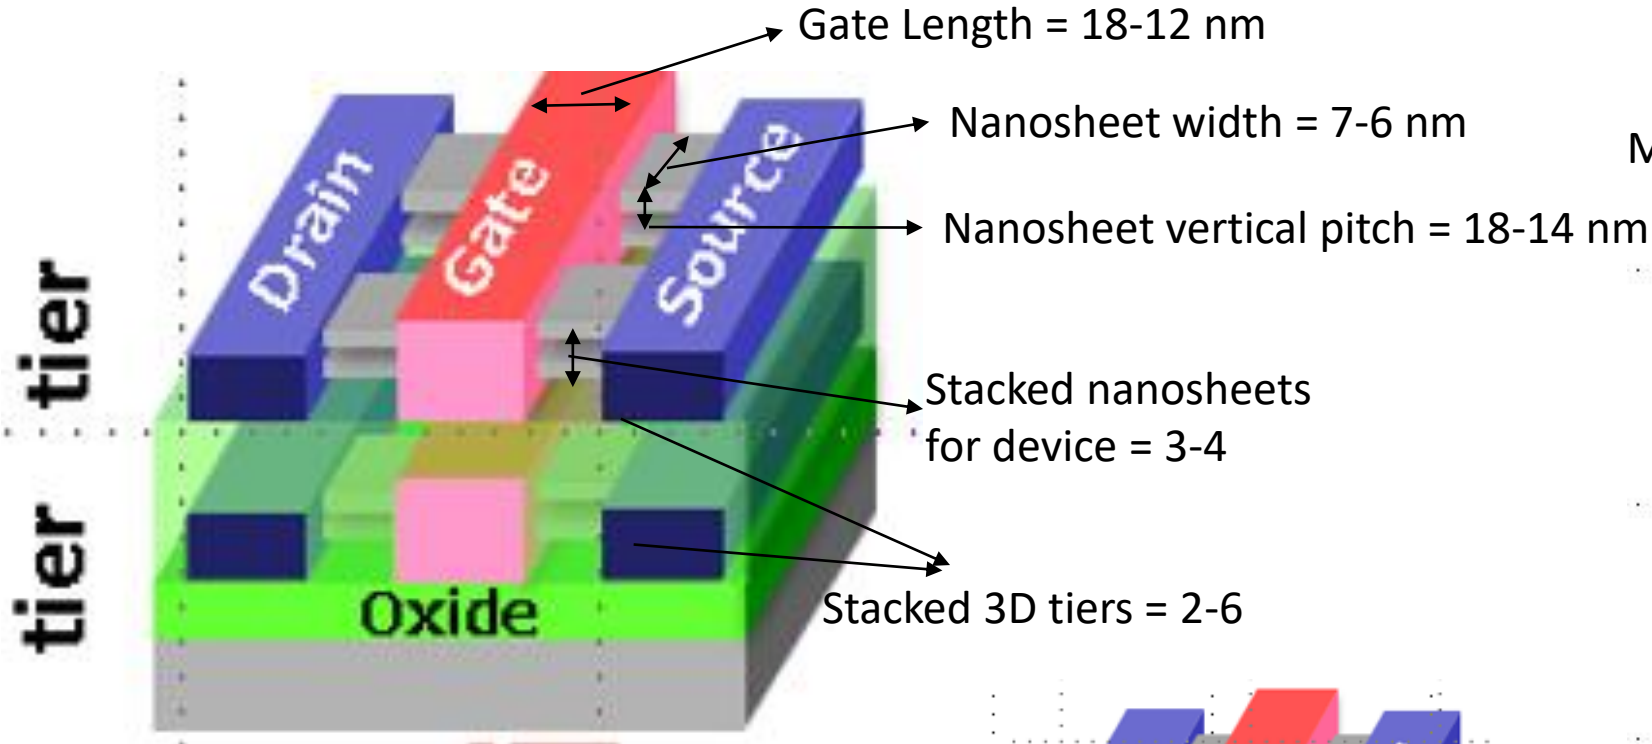 Gate Length = 18-12 nm
Nanosheet width = 7-6 nm
M
Nanosheet vertical pitch = 18-14 nm
Drain
Gate
Source
tier
Stacked nanosheets
for device = 3-4
tier
Oxide
Stacked 3D tiers = 2-6